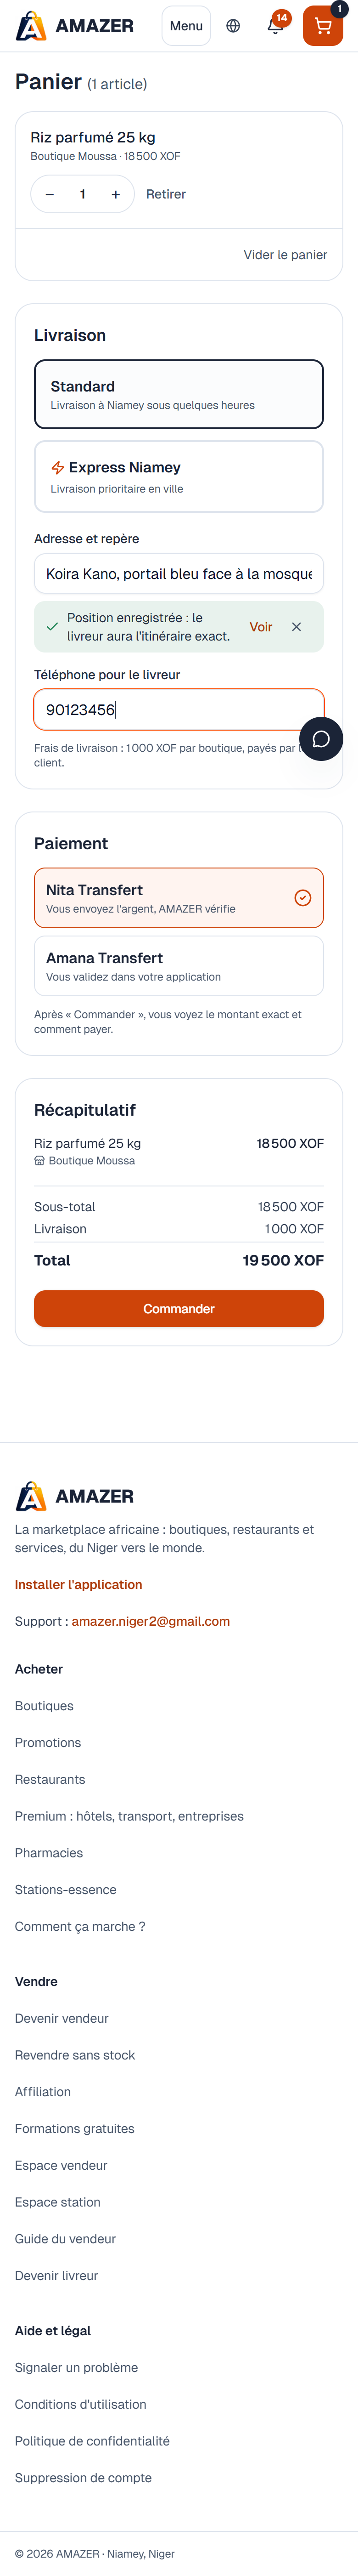 AMAZER
Menu
14
1
Panier (1 article)
Riz parfumé 25 kg
Boutique Moussa · 18 500 XOF
− 1 + Retirer
Vider le panier
Livraison
Standard
Livraison à Niamey sous quelques heures
Express Niamey
Livraison prioritaire en ville
Adresse et repère
Koira Kano, portail bleu face à la mosque
Position enregistrée : le
livreur aura l'itinéraire exact.
Voir
Téléphone pour le livreur
90123456
Frais de livraison : 1 000 XOF par boutique, payés par
client.
Paiement
Nita Transfert
Vous envoyez l'argent, AMAZER vérifie
Amana Transfert
Vous validez dans votre application
Après « Commander », vous voyez le montant exact et
comment payer.
Récapitulatif
Riz parfumé 25 kg 18 500 XOF
Boutique Moussa
Sous-total 18 500 XOF
Livraison 1 000 XOF
Total 19 500 XOF
Commander
AMAZER
La marketplace africaine : boutiques, restaurants et
services, du Niger vers le monde.
Installer l'application
Support : amazer.niger2@gmail.com
Acheter
Boutiques
Promotions
Restaurants
Premium : hôtels, transport, entreprises
Pharmacies
Stations-essence
Comment ça marche ?
Vendre
Devenir vendeur
Revendre sans stock
Affiliation
Formations gratuites
Espace vendeur
Espace station
Guide du vendeur
Devenir livreur
Aide et légal
Signaler un problème
Conditions d'utilisation
Politique de confidentialité
Suppression de compte
© 2026 AMAZER · Niamey, Niger